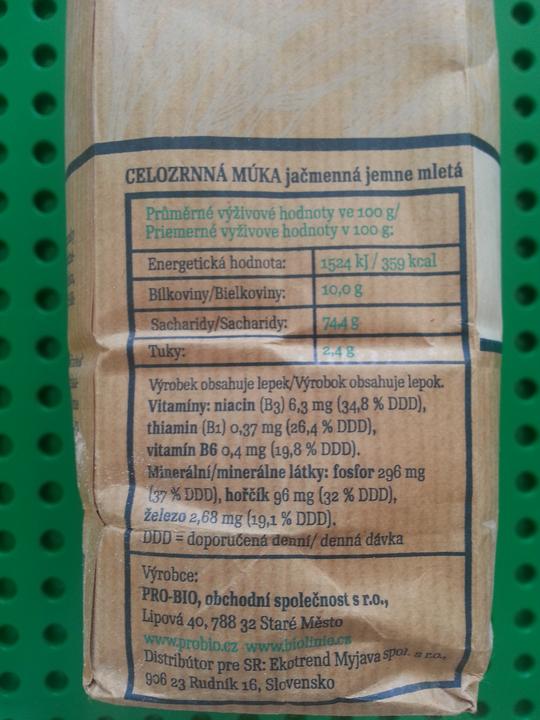 CELOZRNNÁ MÚKA jačmenná jemne mletá
Průměrné výživové hodnoty ve 100 g/
Priemerné vyživove hodnoty v 100 g:
Energetická hodnota: 1524 kJ / 359 kcal
Bílkoviny/Bielkoviny: 10,0 g
Sacharidy/Sacharidy: 74,4 g
Tuky: 2,4 g
Výrobek obsahuje lepek/Výrobok obsahuje lepok.
Vitamíny: niacin (B3) 6,3 mg (34,8 % DDD),
thiamin (B1) 0,37 mg (26,4 % DDD),
vitamín B6 0,4 mg (19,8 % DDD).
Minerální/minerálne látky: fosfor 296 mg
(37 % DDD), hořčík 96 mg (32 % DDD),
železo 2,68 mg (19,1 % DDD).
DDD = doporučená denní/ denná dávka
Výrobce:
PRO-BIO, obchodní společnost s r.o.,
Lipová 40, 788 32 Staré Město
www.probio.cz www.biolinie.cz
Distribútor pre SR: Ekotrend Myjava spol. s r.o.,
906 23 Rudník 16, Slovensko